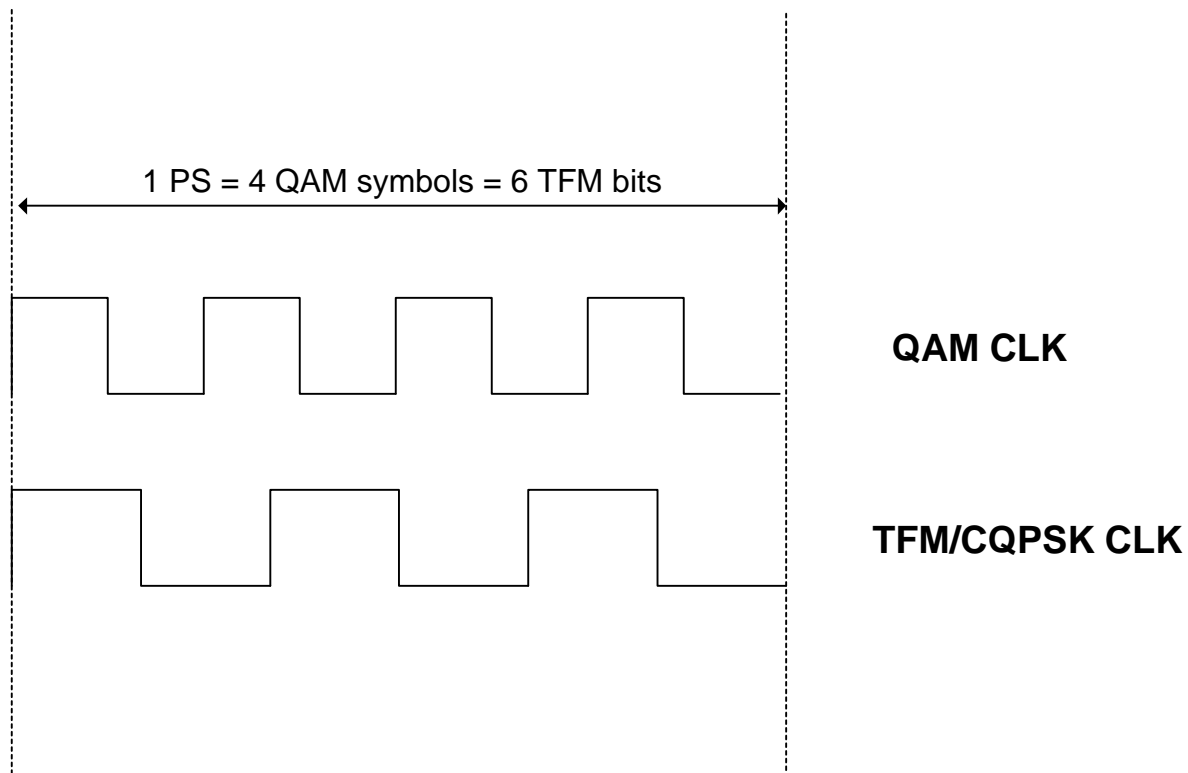 1 PS = 4 QAM symbols = 6 TFM bits
QAM CLK
TFM/CQPSK CLK